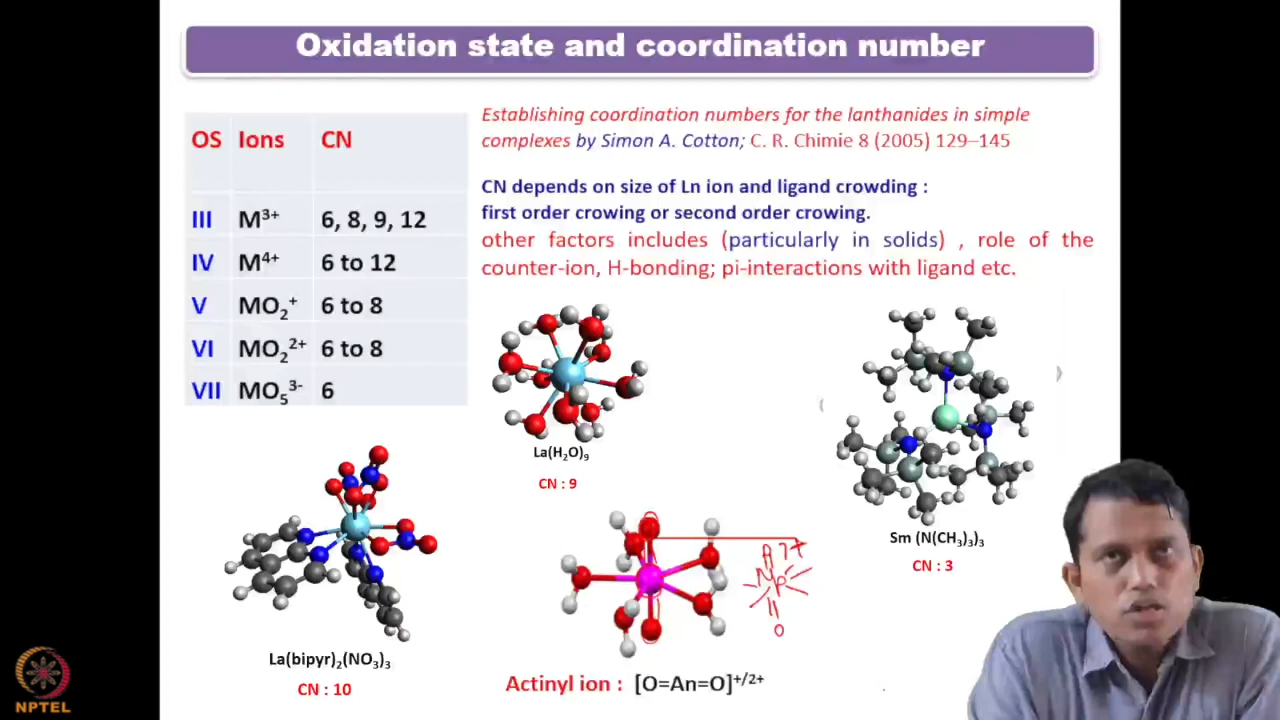 Oxidation state and coordination number
OS Ions CN
III M³⁺ 6, 8, 9, 12
IV M⁴⁺ 6 to 12
V MO₂⁺ 6 to 8
VI MO₂²⁺ 6 to 8
VII MO₅³⁻ 6
Establishing coordination numbers for the lanthanides in simple
complexes by Simon A. Cotton; C. R. Chimie 8 (2005) 129–145
CN depends on size of Ln ion and ligand crowding :
first order crowing or second order crowing.
other factors includes (particularly in solids) , role of the
counter-ion, H-bonding; pi-interactions with ligand etc.
La(H₂O)₉
CN : 9
Sm (N(CH₃)₃)₃
CN : 3
La(bipyr)₂(NO₃)₃
CN : 10
Np
O
Actinyl ion : [O=An=O]⁺/²⁺
NPTEL